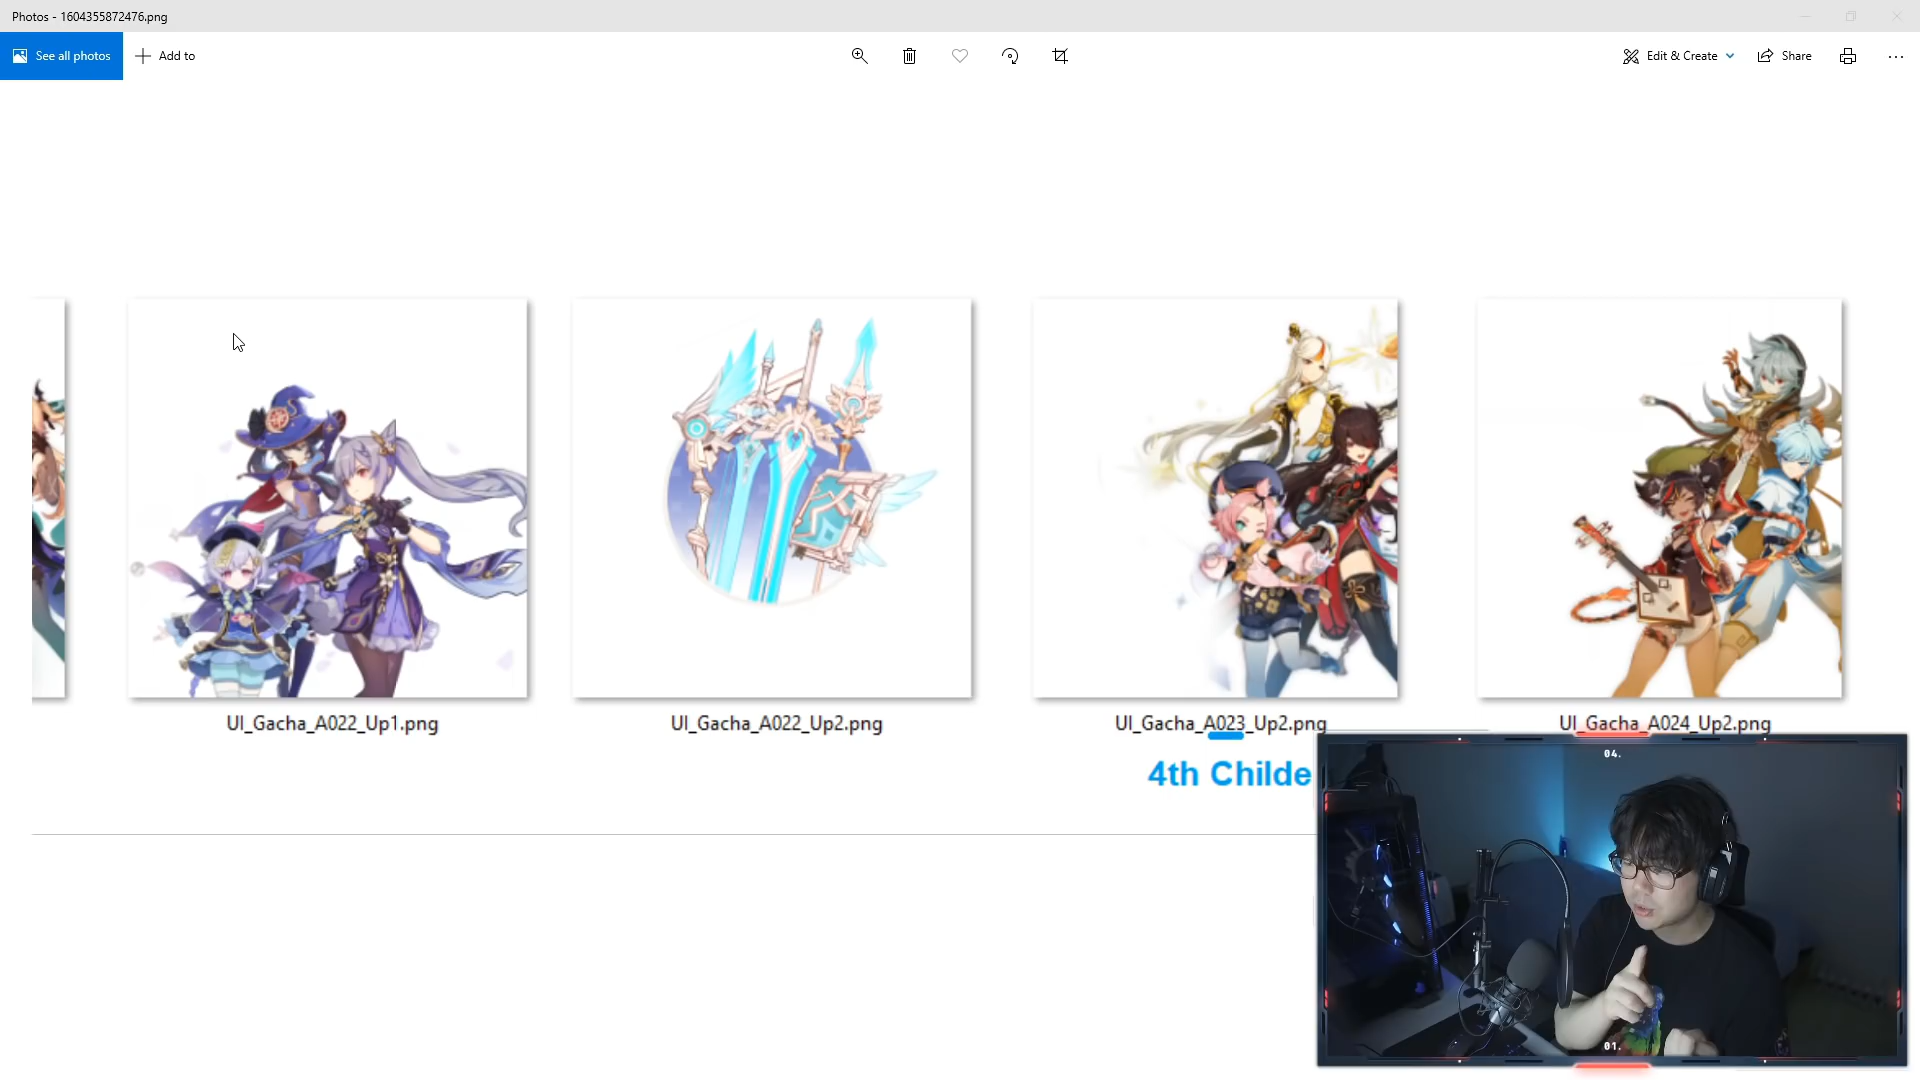 Photos - 1604355872476.png
See all photos
Add to
Edit & Create
Share
UI_Gacha_A022_Up1.png
UI_Gacha_A022_Up2.png
UI_Gacha_A023_Up2.png
UI_Gacha_A024_Up2.png
4th Childe
04.
01.